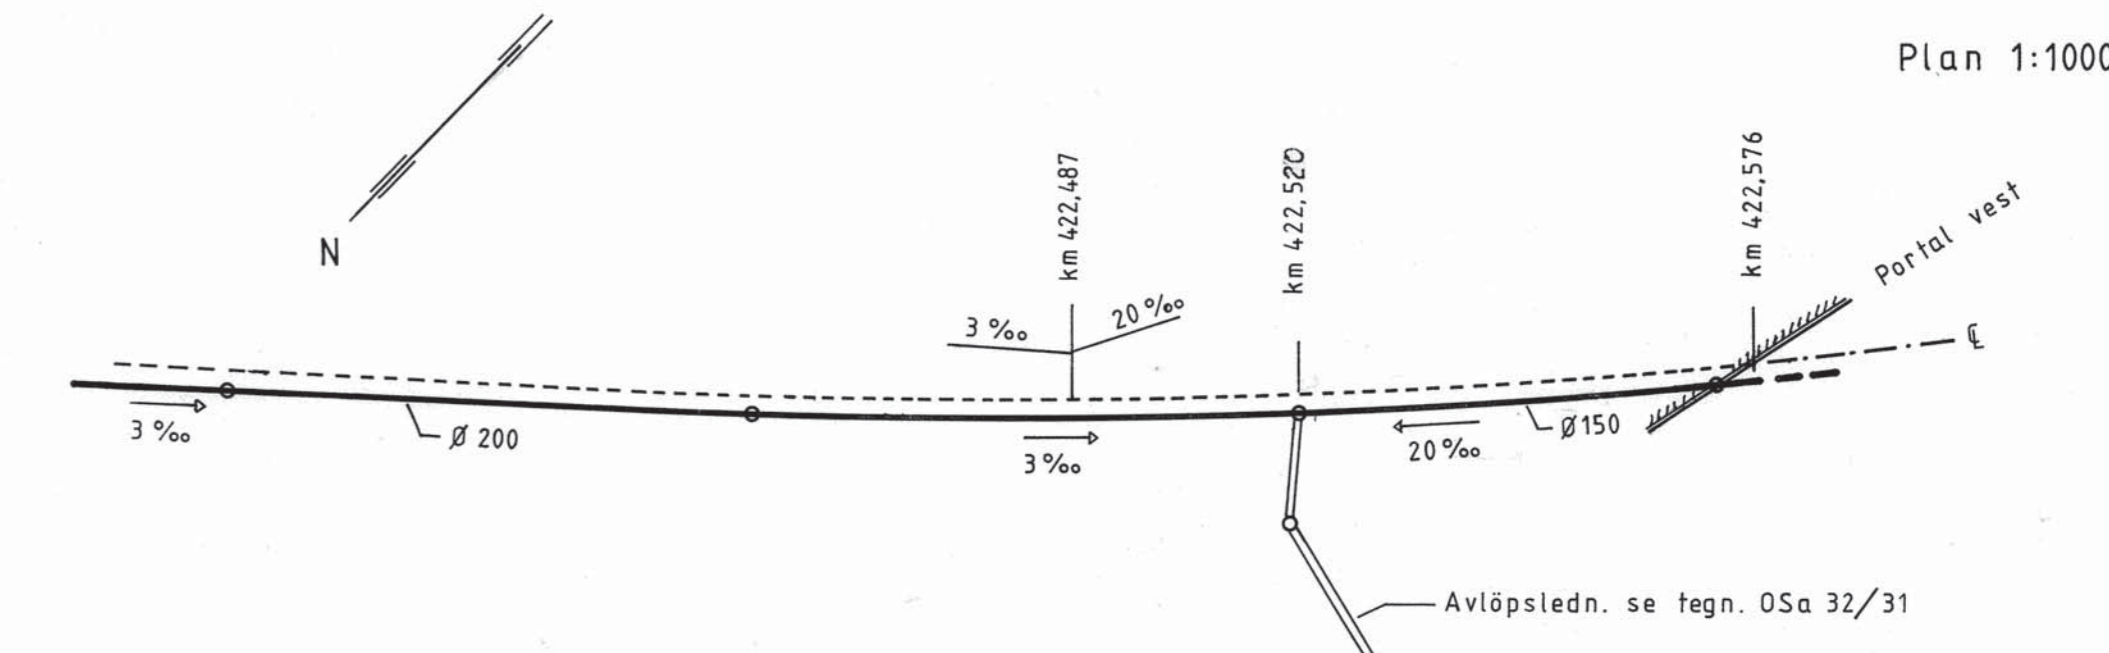 Plan 1:1000
N
km 422,487
km 422,520
km 422,576
Portal vest
3 ‰
20 ‰
℄
3 ‰
Ø 200
3 ‰
20 ‰
Ø 150
Avlöpsledn. se tegn. OSa 32/31